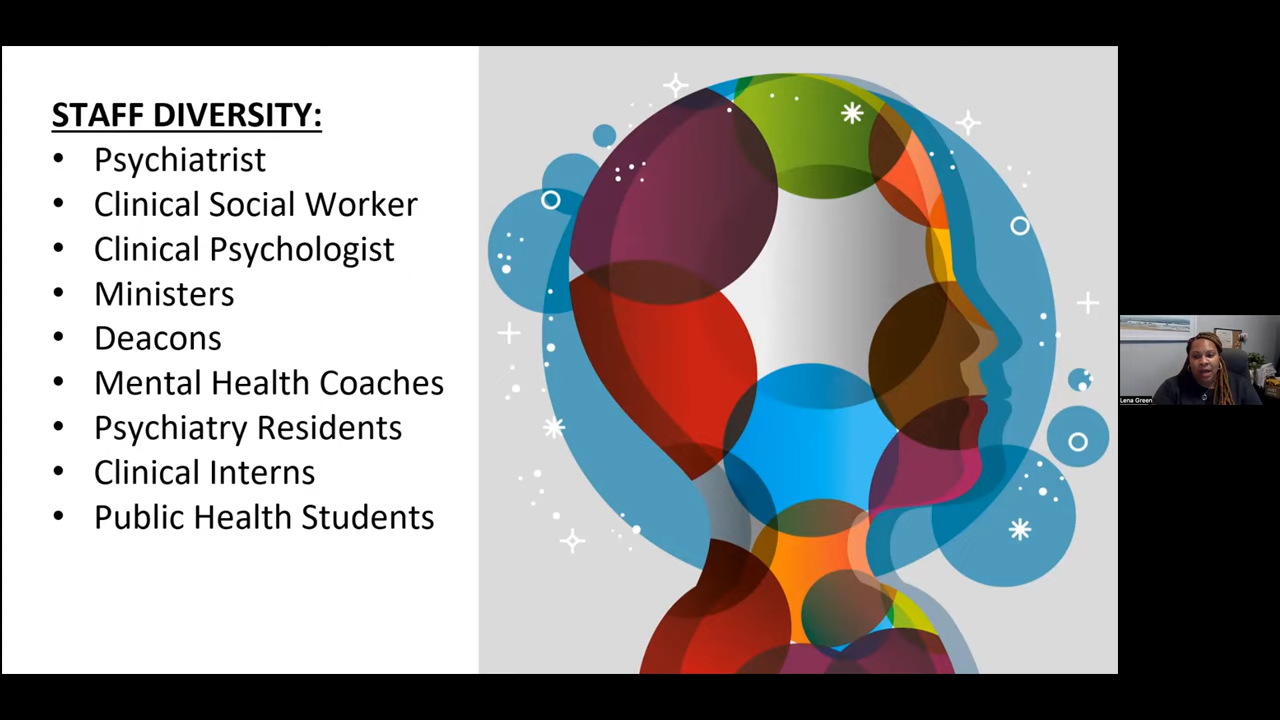 STAFF DIVERSITY:
• Psychiatrist
• Clinical Social Worker
• Clinical Psychologist
• Ministers
• Deacons
• Mental Health Coaches
• Psychiatry Residents
• Clinical Interns
• Public Health Students
Lena Green